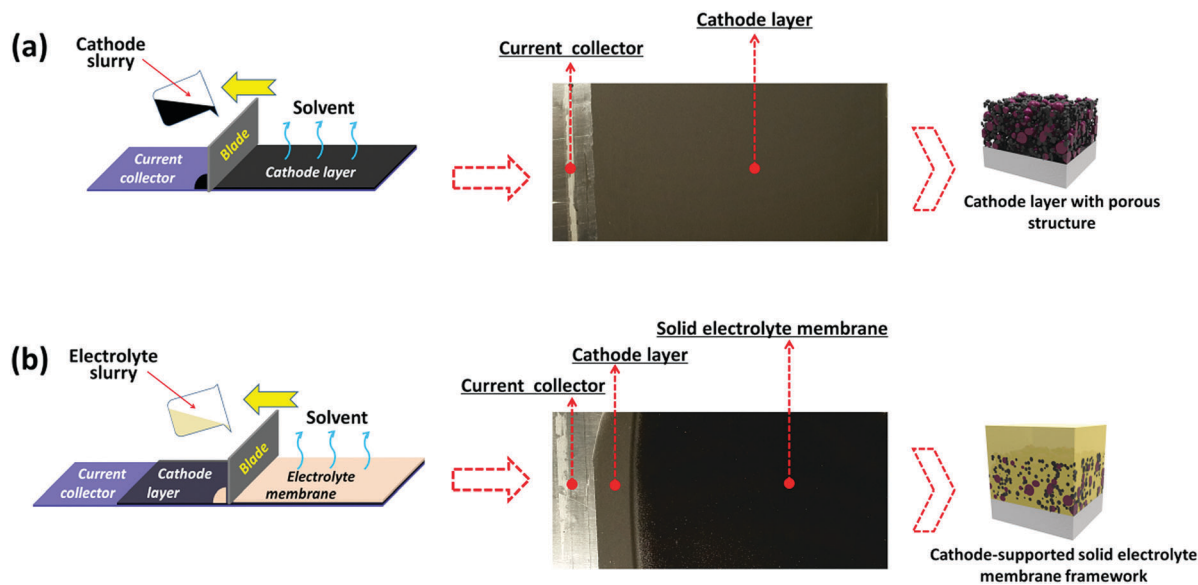 (a)
Cathode
slurry
Solvent
Blade
Current
collector
Cathode layer
Current collector
Cathode layer
Cathode layer with porous
structure
(b)
Electrolyte
slurry
Solvent
Blade
Current
collector
Cathode
layer
Electrolyte
membrane
Current collector
Cathode layer
Solid electrolyte membrane
Cathode-supported solid electrolyte
membrane framework